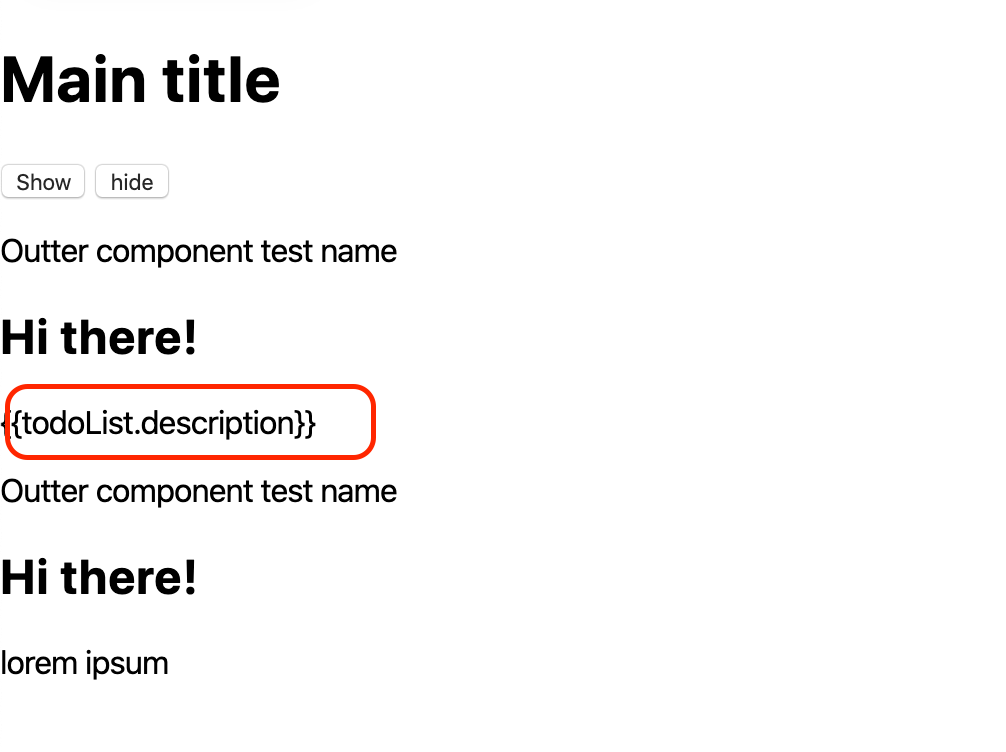 Main title
Show hide
Outter component test name
Hi there!
{{todoList.description}}
Outter component test name
Hi there!
lorem ipsum